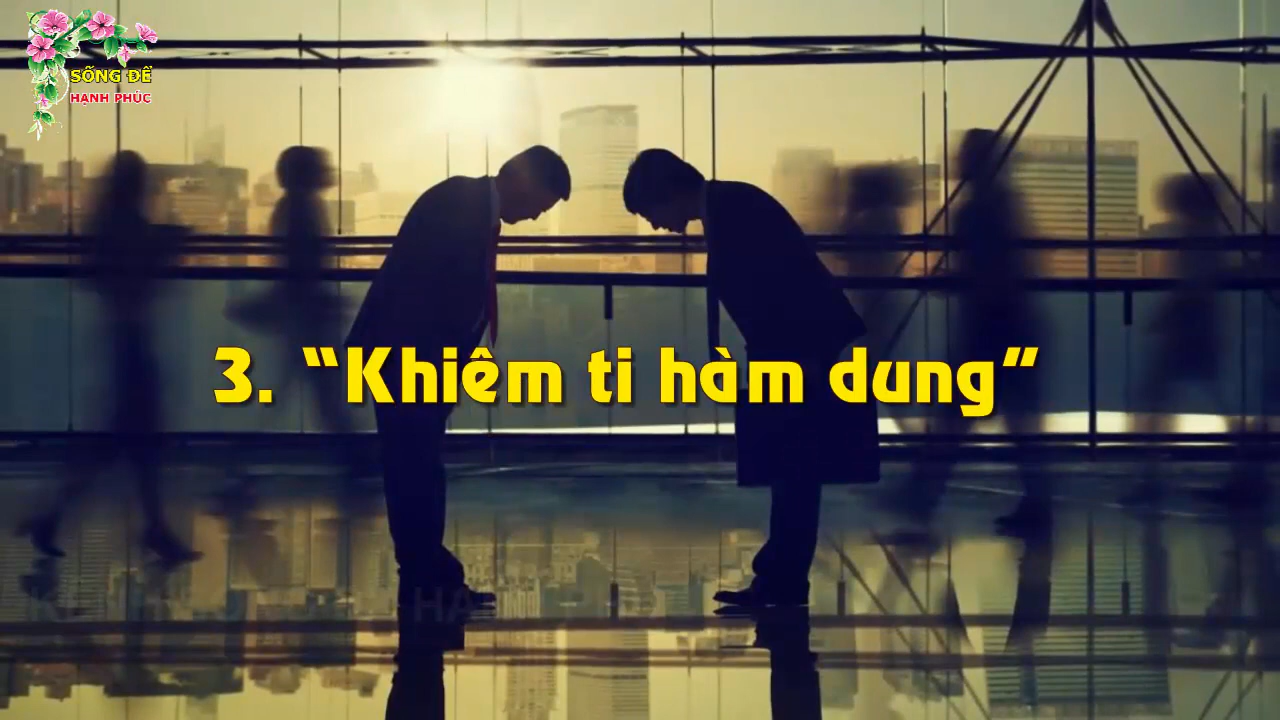 SỐNG ĐỂ
HẠNH PHÚC
3. “Khiêm ti hàm dung”